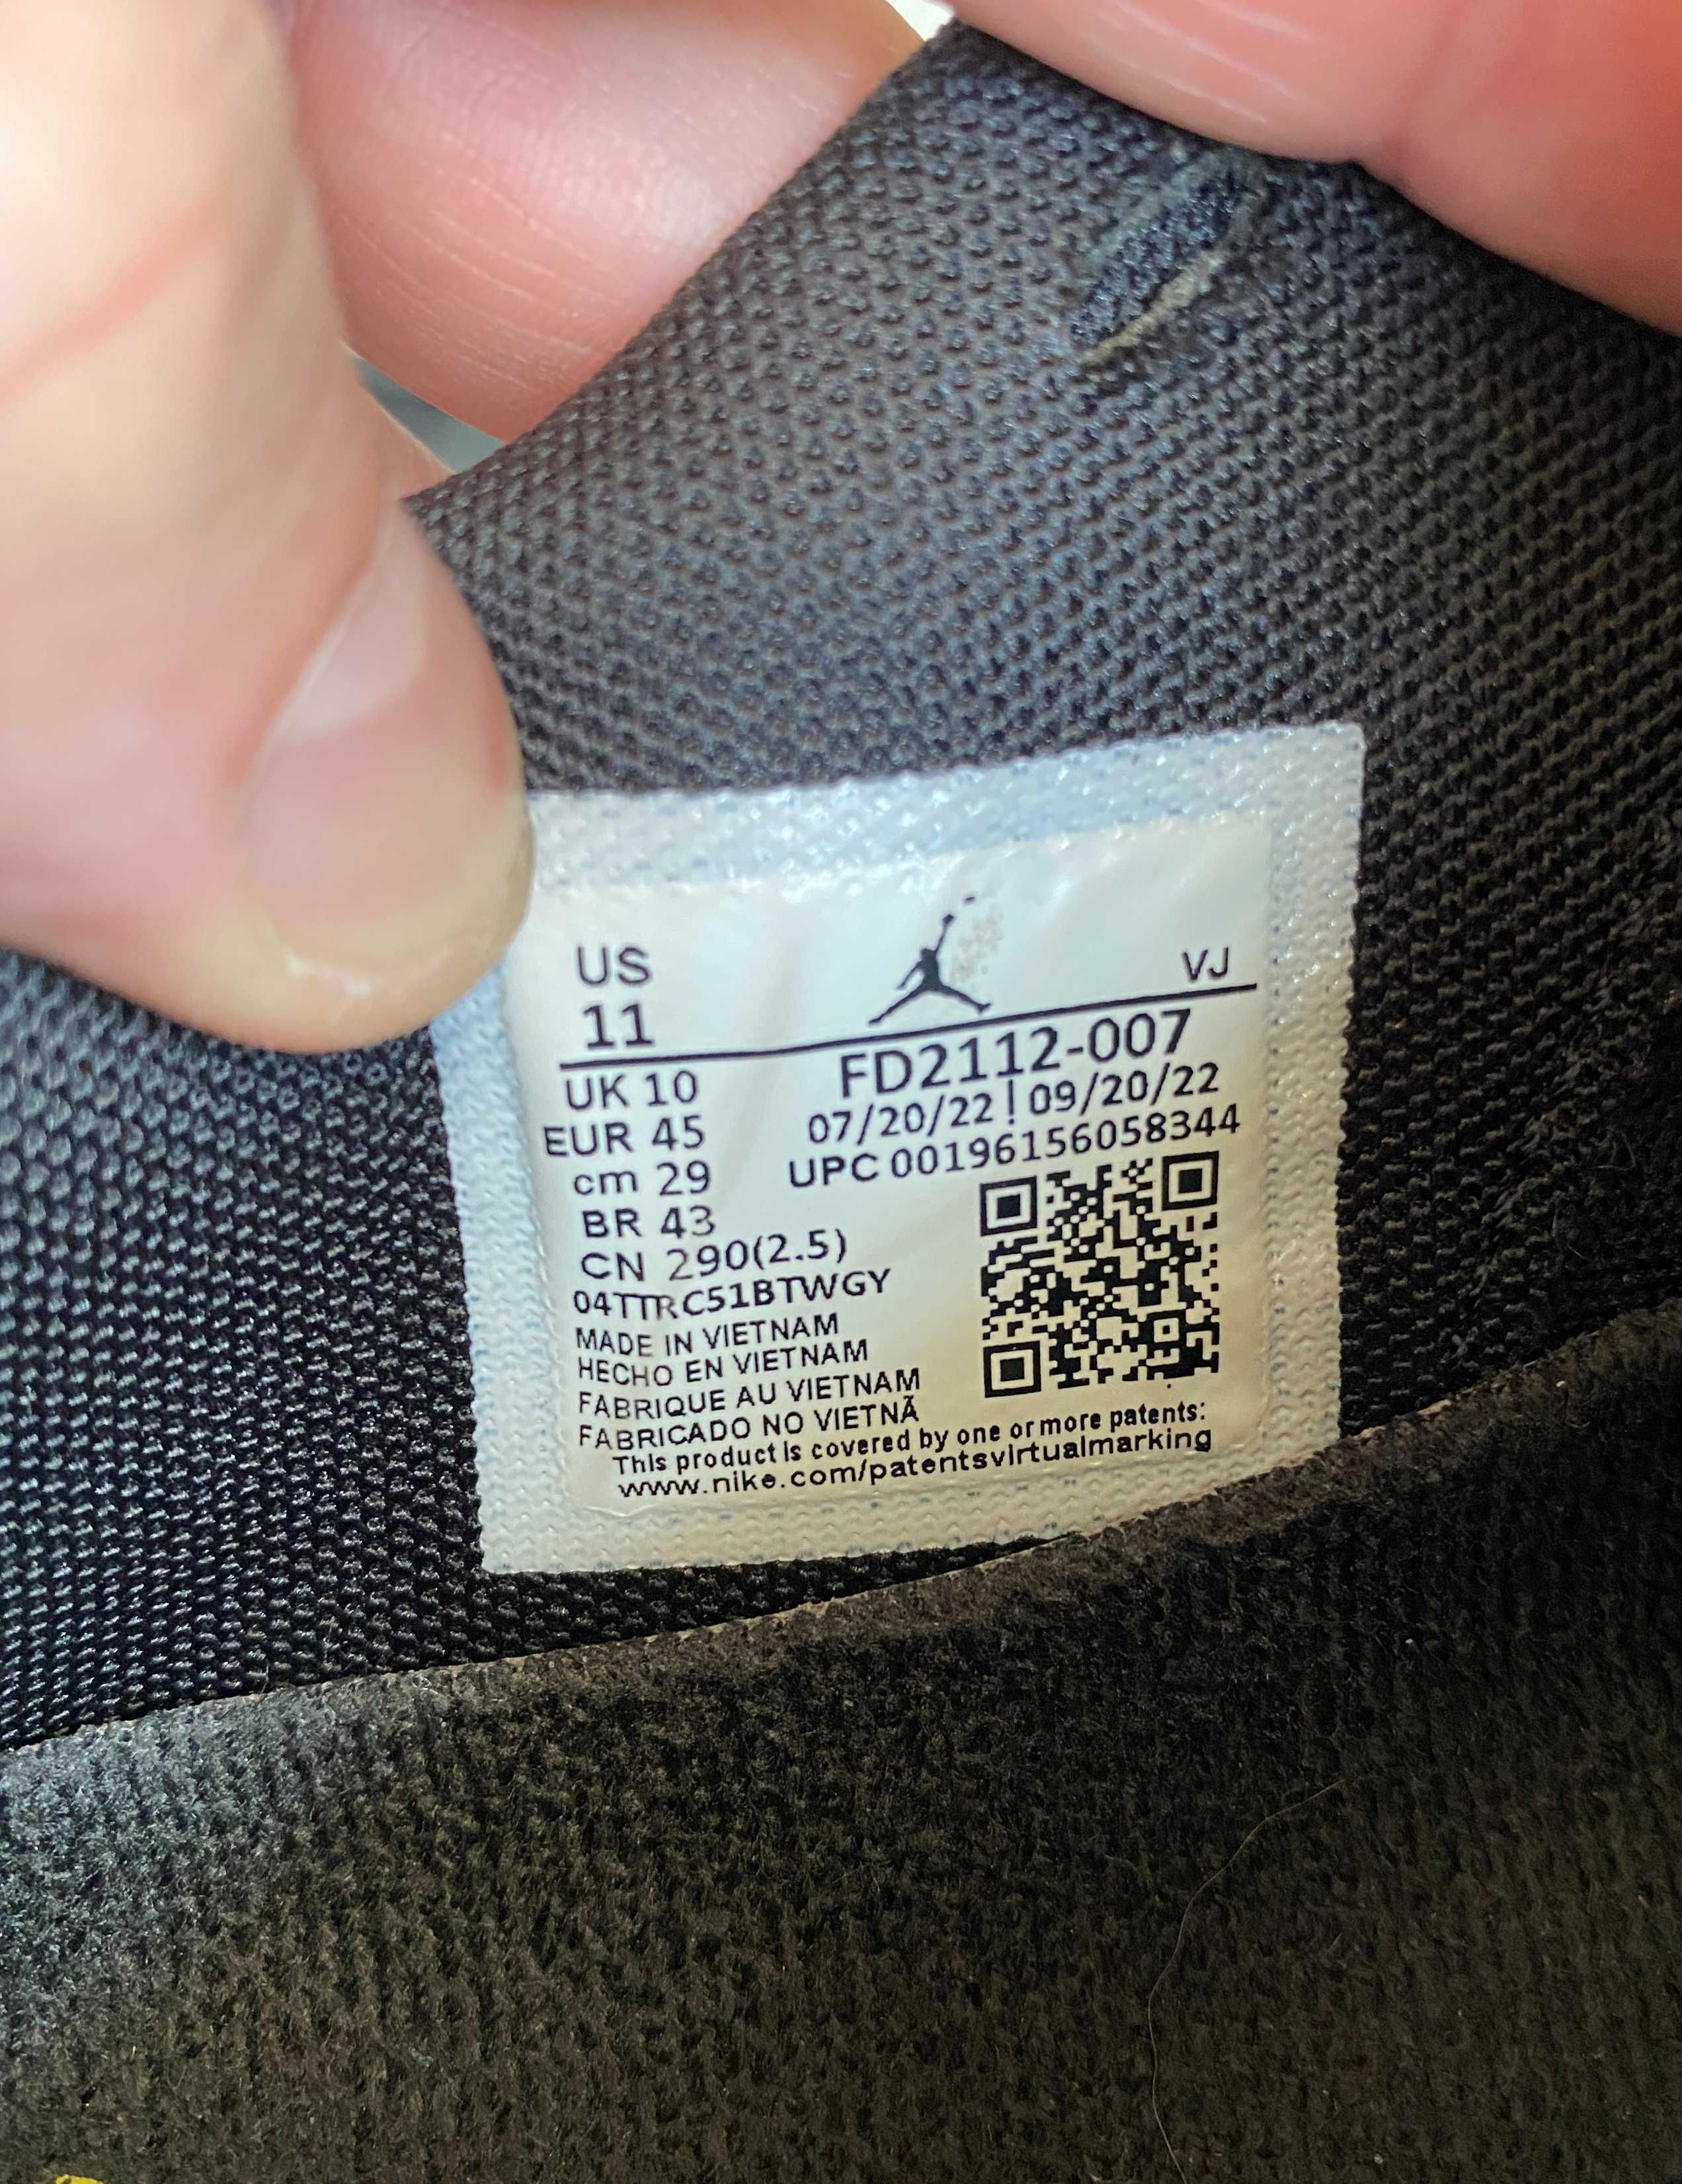 US
11
VJ
UK 10
EUR 45
cm 29
BR 43
CN 290(2.5)
FD2112-007
07/20/22 | 09/20/22
UPC 00196156058344
04TTRC51BTWGY
MADE IN VIETNAM
HECHO EN VIETNAM
FABRIQUE AU VIETNAM
FABRICADO NO VIETNÃ
This product is covered by one or more patents:
www.nike.com/patentsvirtualmarking